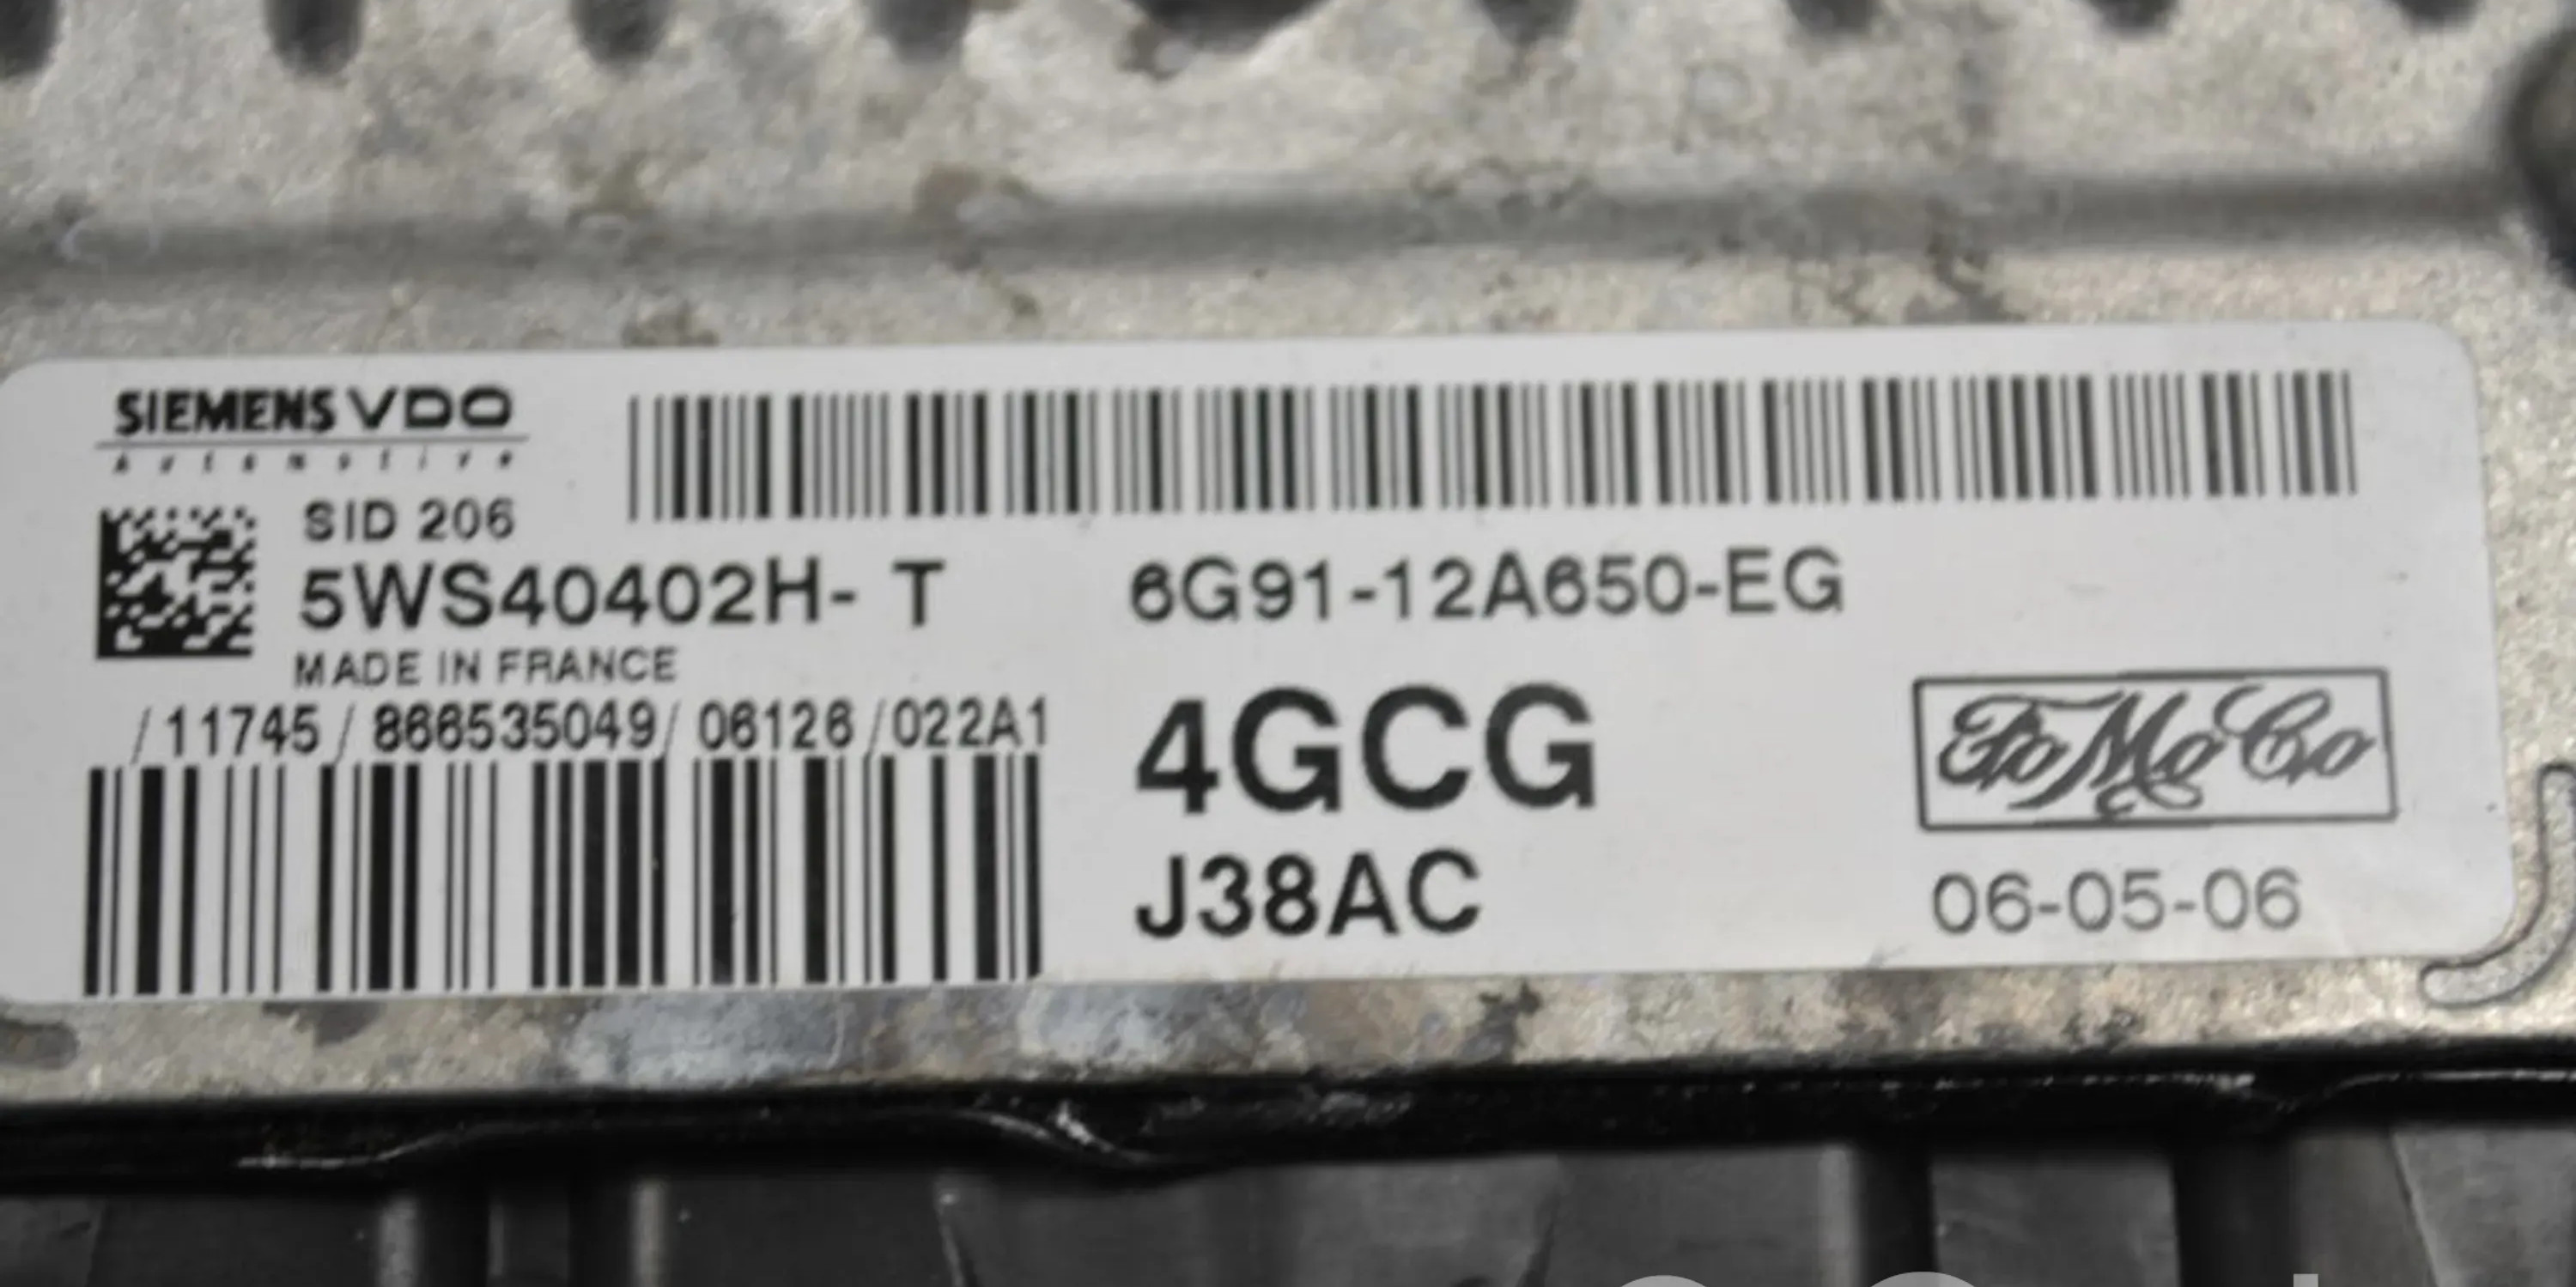 SIEMENS VDO
Automotive
SID 206
5WS40402H- T
6G91-12A650-EG
MADE IN FRANCE
/11745/866535049/06126/022A1
4GCG
FoMoCo
J38AC
06-05-06